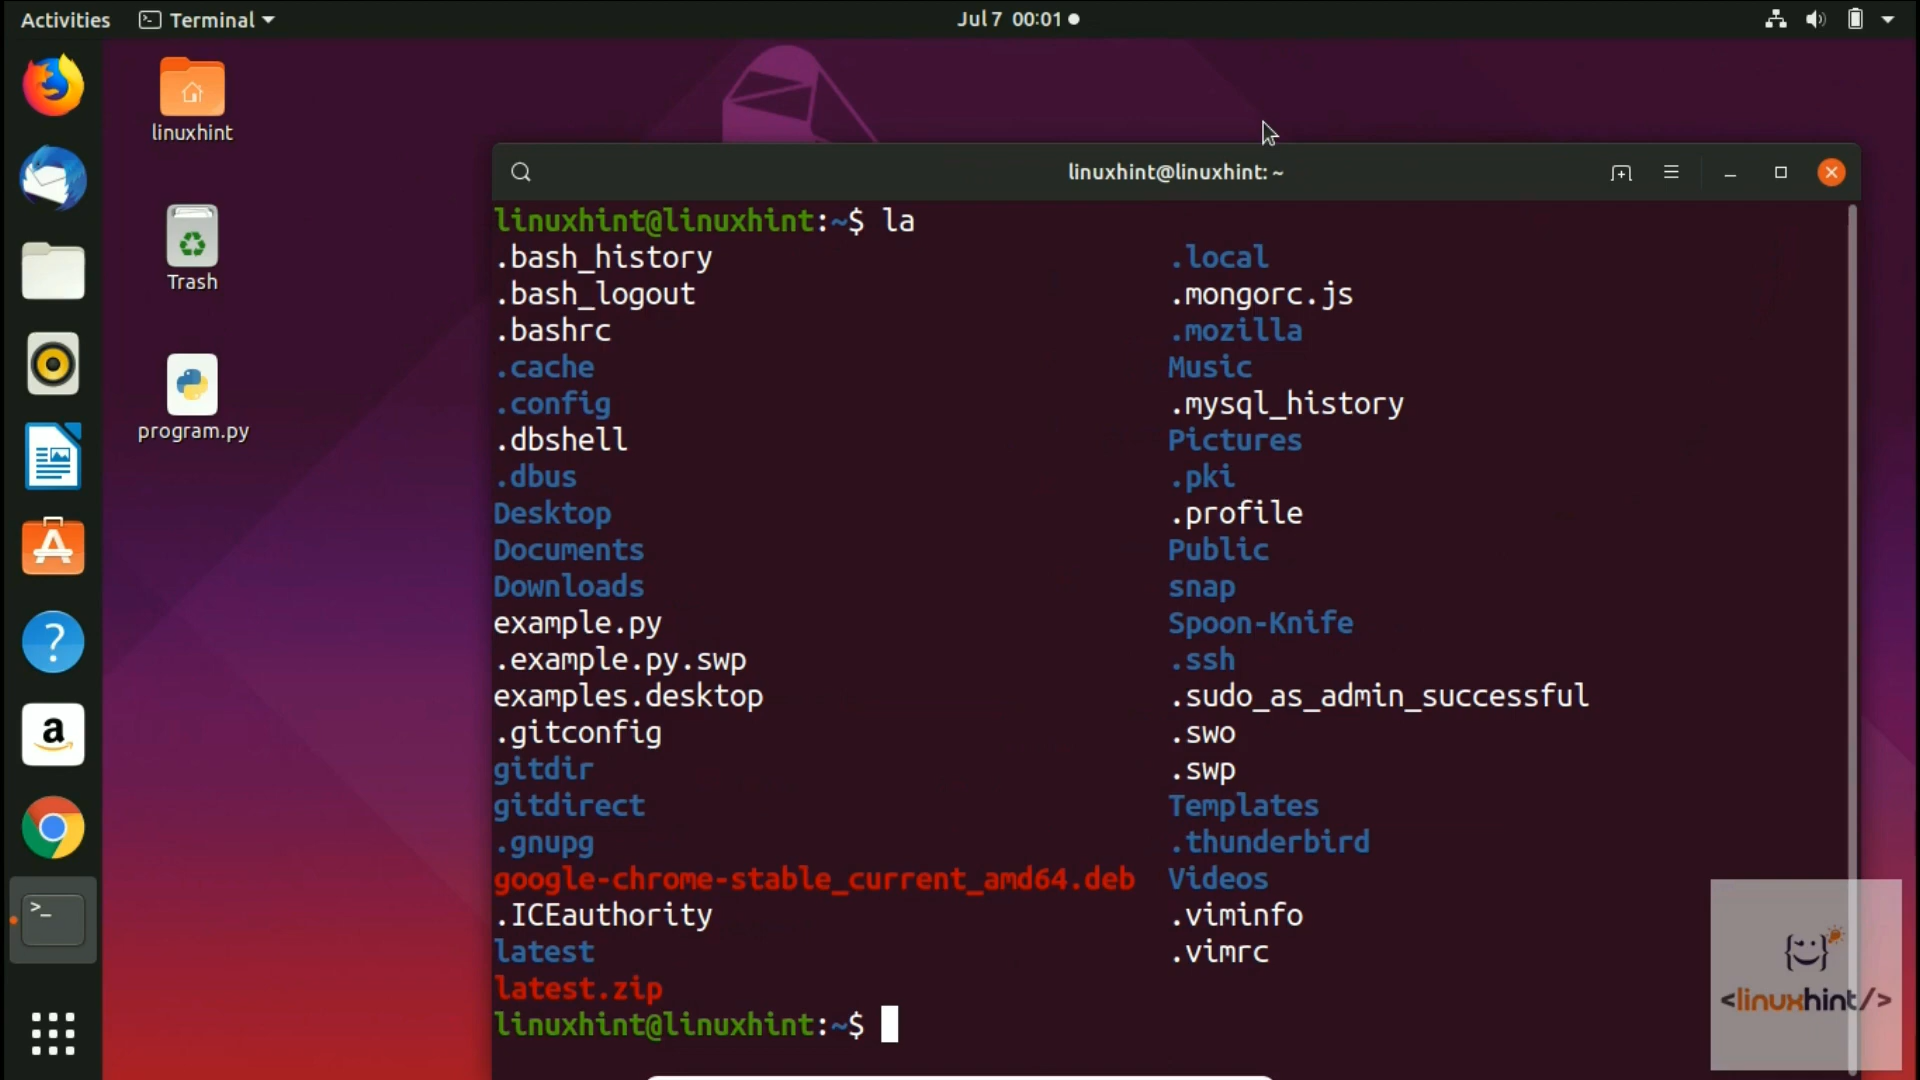 Activities Terminal Jul 7 00:01
linuxhint
Trash
program.py
linuxhint@linuxhint: ~
linuxhint@linuxhint:~$ la
.bash_history .local
.bash_logout .mongorc.js
.bashrc .mozilla
.cache Music
.config .mysql_history
.dbshell Pictures
.dbus .pki
Desktop .profile
Documents Public
Downloads snap
example.py Spoon-Knife
.example.py.swp .ssh
examples.desktop .sudo_as_admin_successful
.gitconfig .swo
gitdir .swp
gitdirect Templates
.gnupg .thunderbird
google-chrome-stable_current_amd64.deb Videos
.ICEauthority .viminfo
latest .vimrc
latest.zip
linuxhint@linuxhint:~$
<linuxhint/>